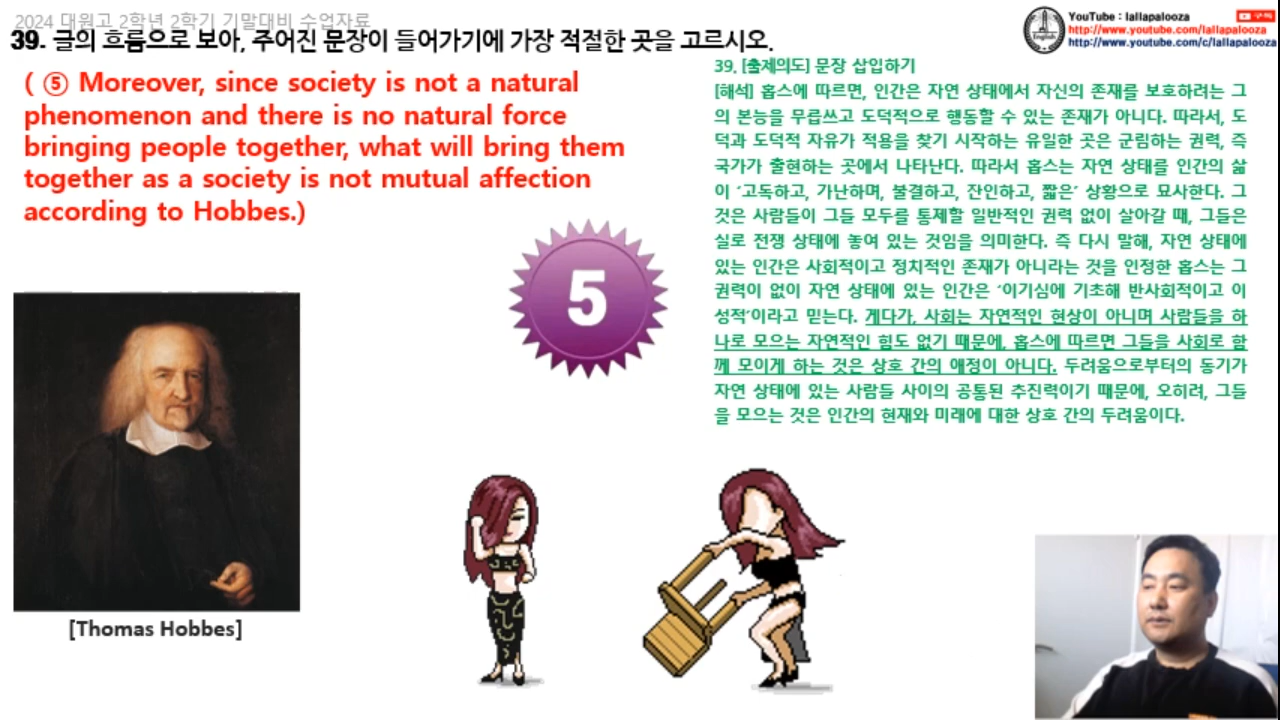 2024 대원고 2학년 2학기 기말대비 수업자료
39. 글의 흐름으로 보아, 주어진 문장이 들어가기에 가장 적절한 곳을 고르시오.
YouTube : lallapalooza
구독
http://www.youtube.com/lallapalooza
http://www.youtube.com/c/lallapalooza
English
( ⑤ Moreover, since society is not a natural
phenomenon and there is no natural force
bringing people together, what will bring them
together as a society is not mutual affection
according to Hobbes.)
39. [출제의도] 문장 삽입하기
[해석] 홉스에 따르면, 인간은 자연 상태에서 자신의 존재를 보호하려는 그
의 본능을 무릅쓰고 도덕적으로 행동할 수 있는 존재가 아니다. 따라서, 도
덕과 도덕적 자유가 적용을 찾기 시작하는 유일한 곳은 군림하는 권력, 즉
국가가 출현하는 곳에서 나타난다. 따라서 홉스는 자연 상태를 인간의 삶
이 ‘고독하고, 가난하며, 불결하고, 잔인하고, 짧은’ 상황으로 묘사한다. 그
것은 사람들이 그들 모두를 통제할 일반적인 권력 없이 살아갈 때, 그들은
실로 전쟁 상태에 놓여 있는 것임을 의미한다. 즉 다시 말해, 자연 상태에
있는 인간은 사회적이고 정치적인 존재가 아니라는 것을 인정한 홉스는 그
권력이 없이 자연 상태에 있는 인간은 ‘이기심에 기초해 반사회적이고 이
성적’이라고 믿는다. 게다가, 사회는 자연적인 현상이 아니며 사람들을 하
나로 모으는 자연적인 힘도 없기 때문에, 홉스에 따르면 그들을 사회로 함
께 모이게 하는 것은 상호 간의 애정이 아니다. 두려움으로부터의 동기가
자연 상태에 있는 사람들 사이의 공통된 추진력이기 때문에, 오히려, 그들
을 모으는 것은 인간의 현재와 미래에 대한 상호 간의 두려움이다.
5
[Thomas Hobbes]